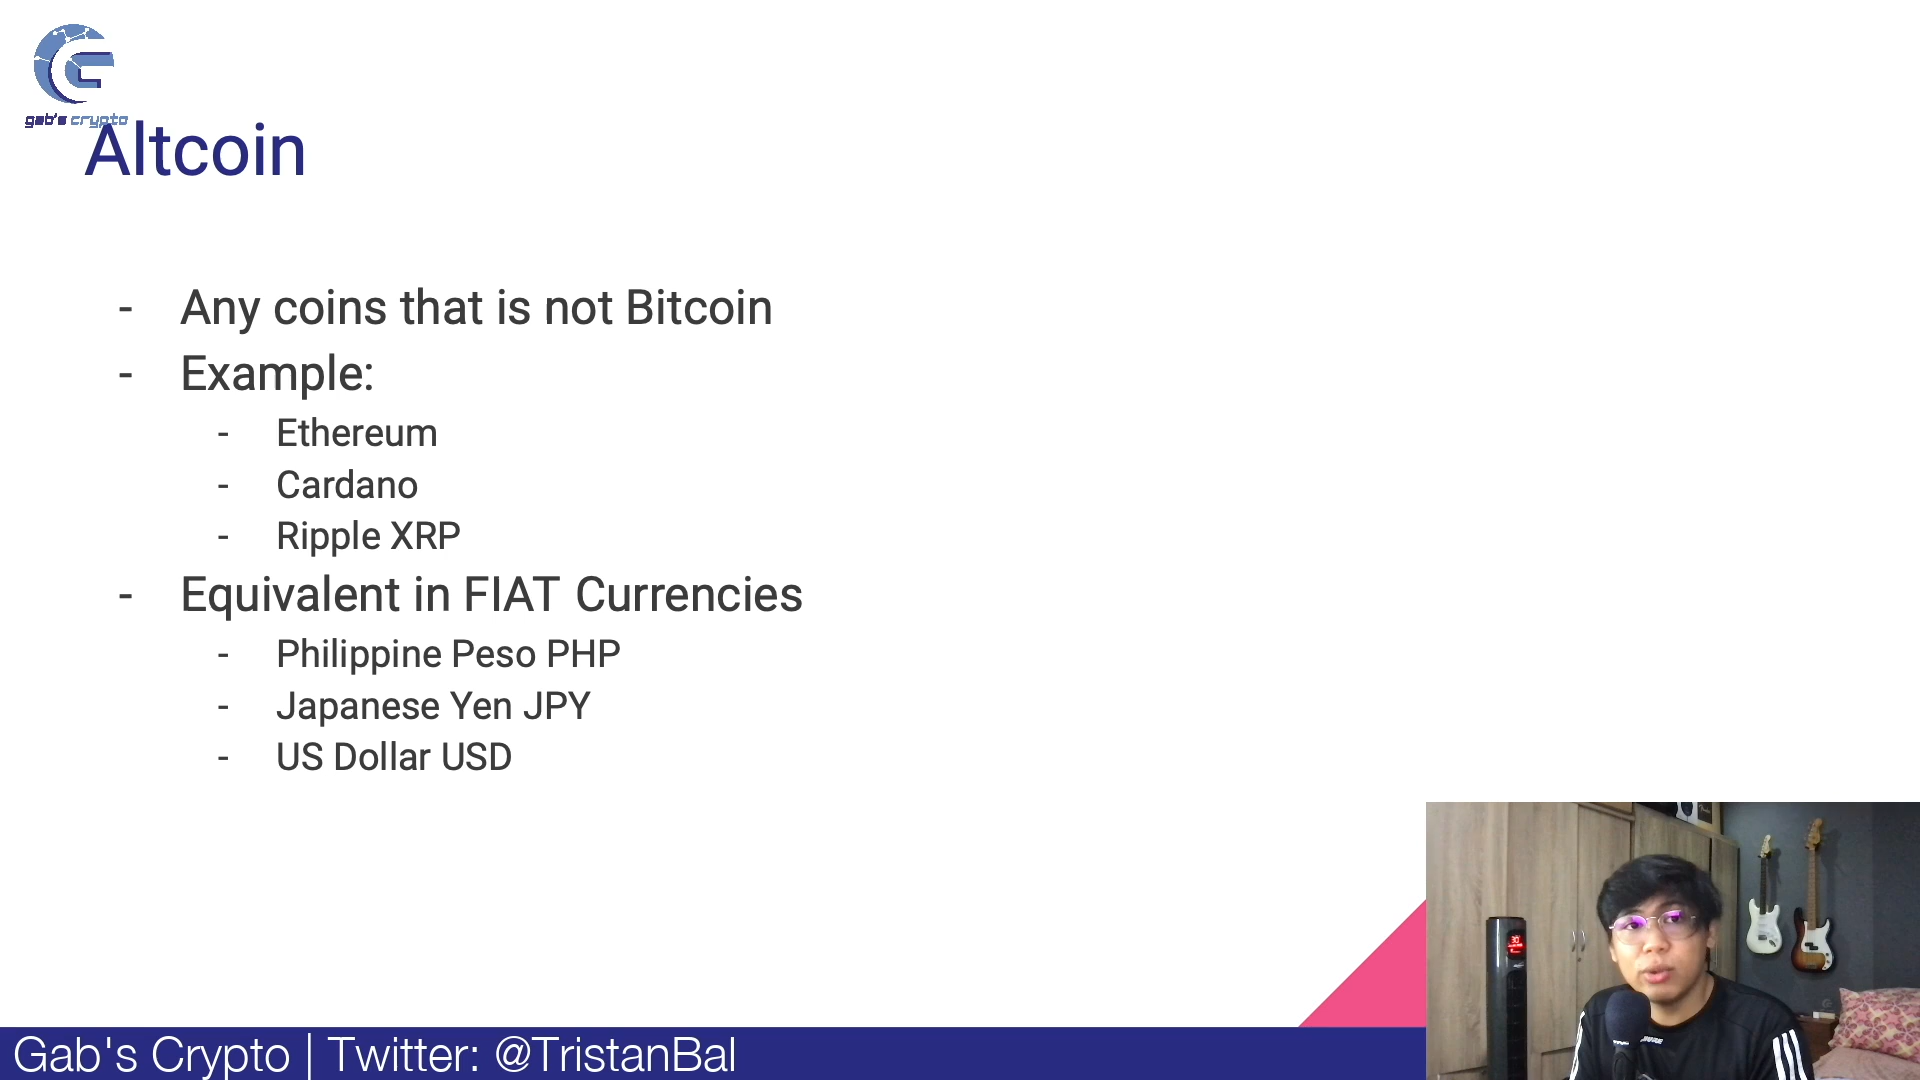 gab's crypto
Altcoin
- Any coins that is not Bitcoin
- Example:
- Ethereum
- Cardano
- Ripple XRP
- Equivalent in FIAT Currencies
- Philippine Peso PHP
- Japanese Yen JPY
- US Dollar USD
30
Gab's Crypto | Twitter: @TristanBal